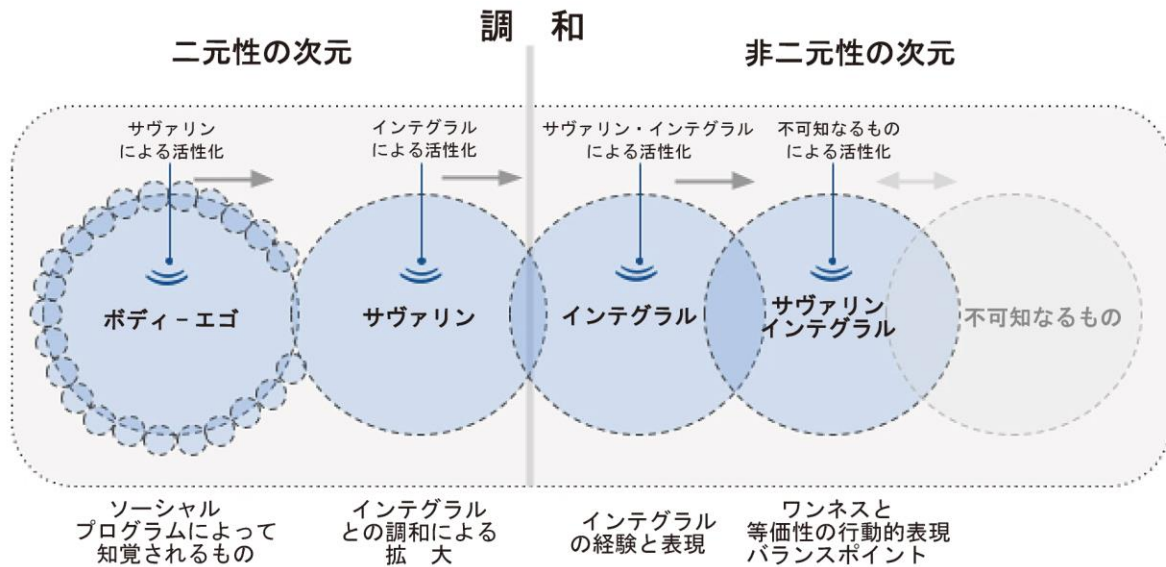 調 和
二元性の次元
非二元性の次元
サヴァリン
による活性化
インテグラル
による活性化
サヴァリン・インテグラル
による活性化
不可知なるもの
による活性化
ボディ－エゴ
サヴァリン
インテグラル
サヴァリン
インテグラル
不可知なるもの
ソーシャル
プログラムによって
知覚されるもの
インテグラル
との調和による
拡 大
インテグラル
の経験と表現
ワンネスと
等価性の行動的表現
バランスポイント